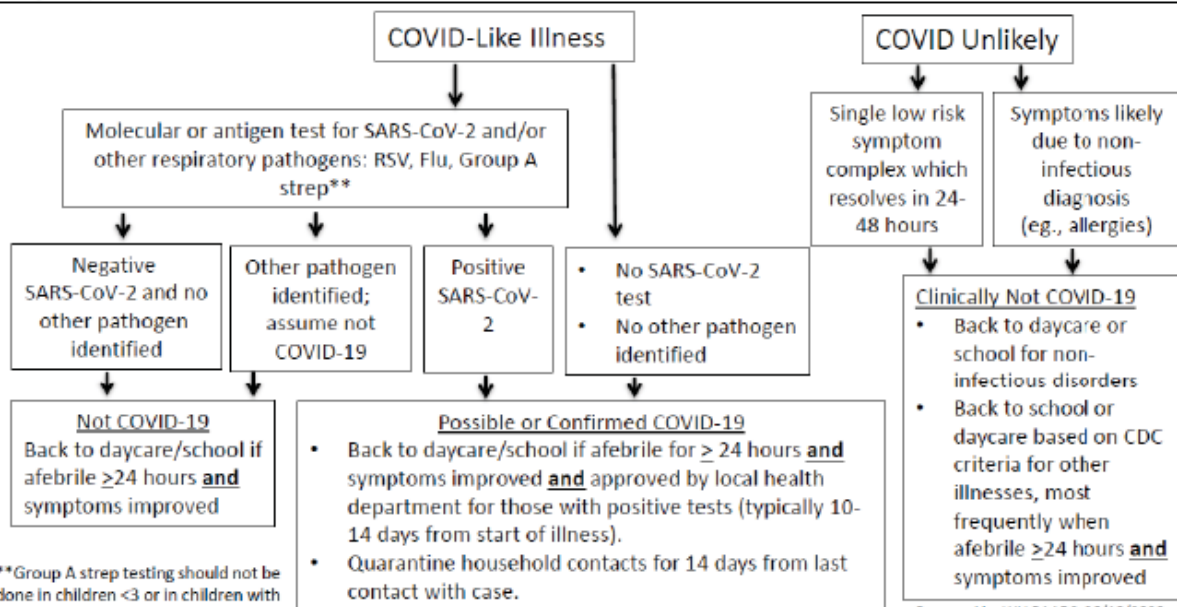 COVID-Like Illness
COVID Unlikely
Molecular or antigen test for SARS-CoV-2 and/or
other respiratory pathogens: RSV, Flu, Group A
strep**
Single low risk
symptom
complex which
resolves in 24-
48 hours
Symptoms likely
due to non-
infectious
diagnosis
(eg., allergies)
Negative
SARS-CoV-2 and no
other pathogen
identified
Other pathogen
identified;
assume not
COVID-19
Positive
SARS-CoV-
2
• No SARS-CoV-2
test
• No other pathogen
identified
Not COVID-19
Back to daycare/school if
afebrile >24 hours and
symptoms improved
Possible or Confirmed COVID-19
• Back to daycare/school if afebrile for > 24 hours and
symptoms improved and approved by local health
department for those with positive tests (typically 10-
14 days from start of illness).
• Quarantine household contacts for 14 days from last
contact with case.
Clinically Not COVID-19
• Back to daycare or
school for non-
infectious disorders
• Back to school or
daycare based on CDC
criteria for other
illnesses, most
frequently when
afebrile >24 hours and
symptoms improved
**Group A strep testing should not be
done in children <3 or in children with